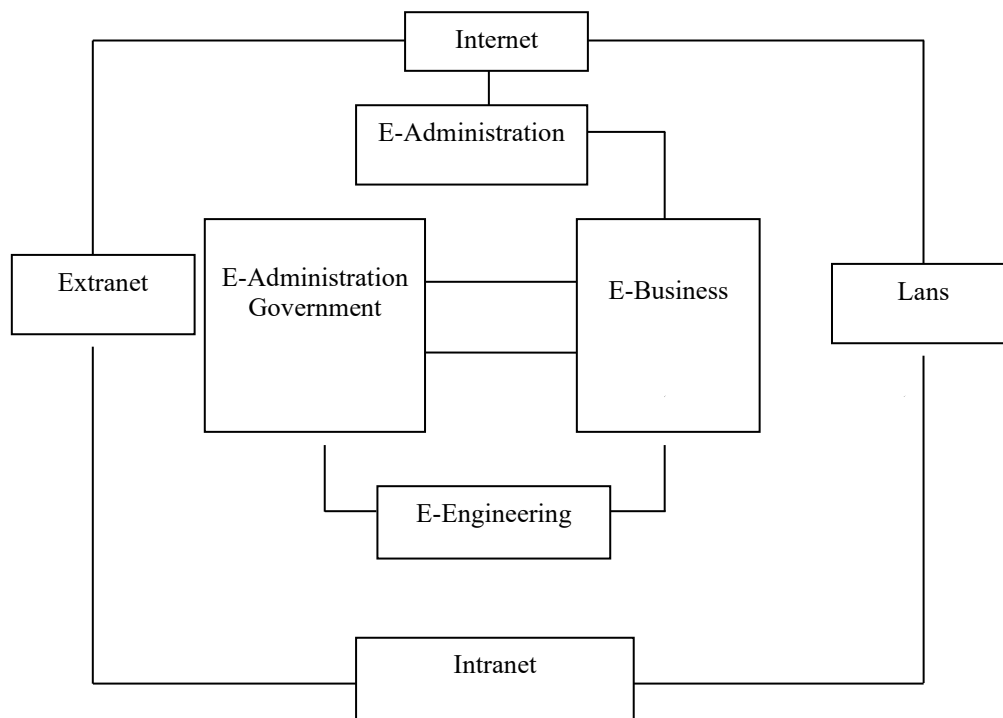 Internet
E-Administration
Extranet
E-Administration
Government
E-Business
Lans
E-Engineering
Intranet